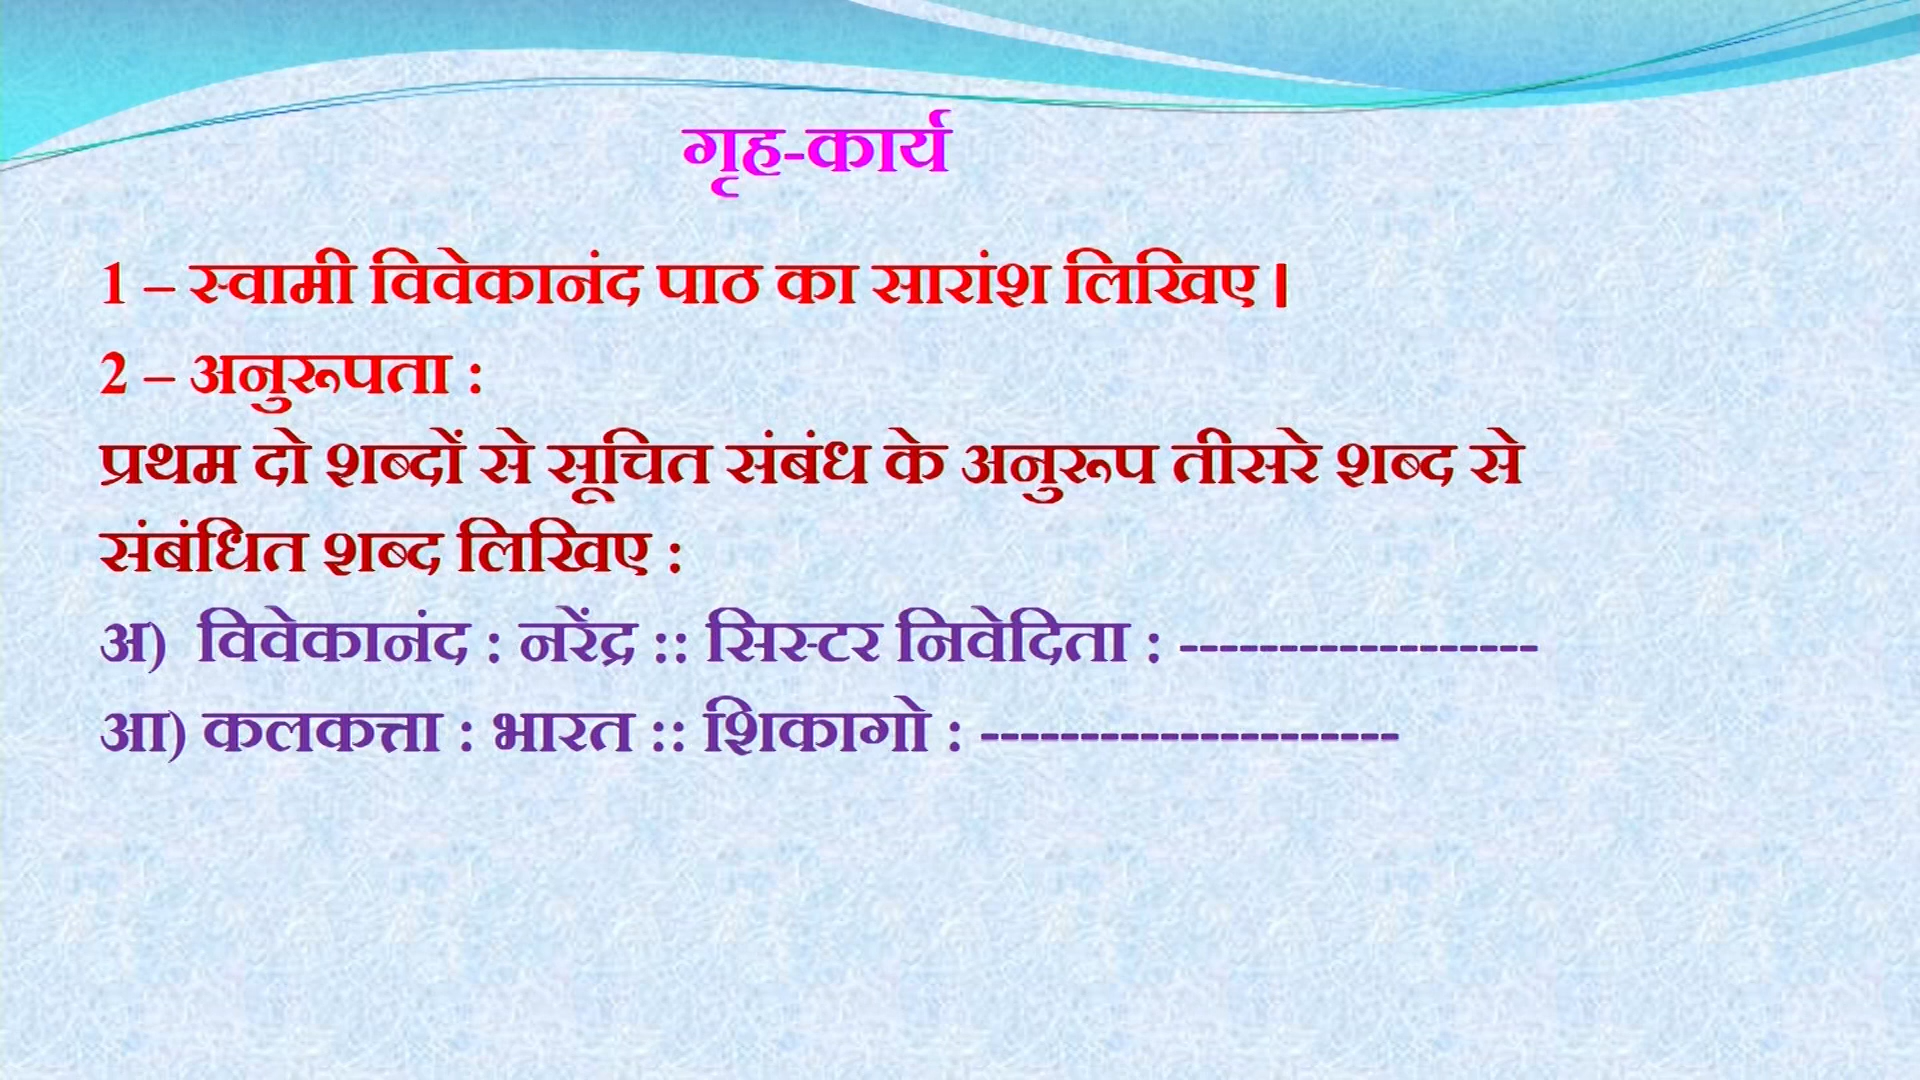 गृह-कार्य
1 – स्वामी विवेकानंद पाठ का सारांश लिखिए ।
2 – अनुरूपता :
प्रथम दो शब्दों से सूचित संबंध के अनुरूप तीसरे शब्द से
संबंधित शब्द लिखिए :
अ) विवेकानंद : नरेंद्र :: सिस्टर निवेदिता : ------------------
आ) कलकत्ता : भारत :: शिकागो : ---------------------